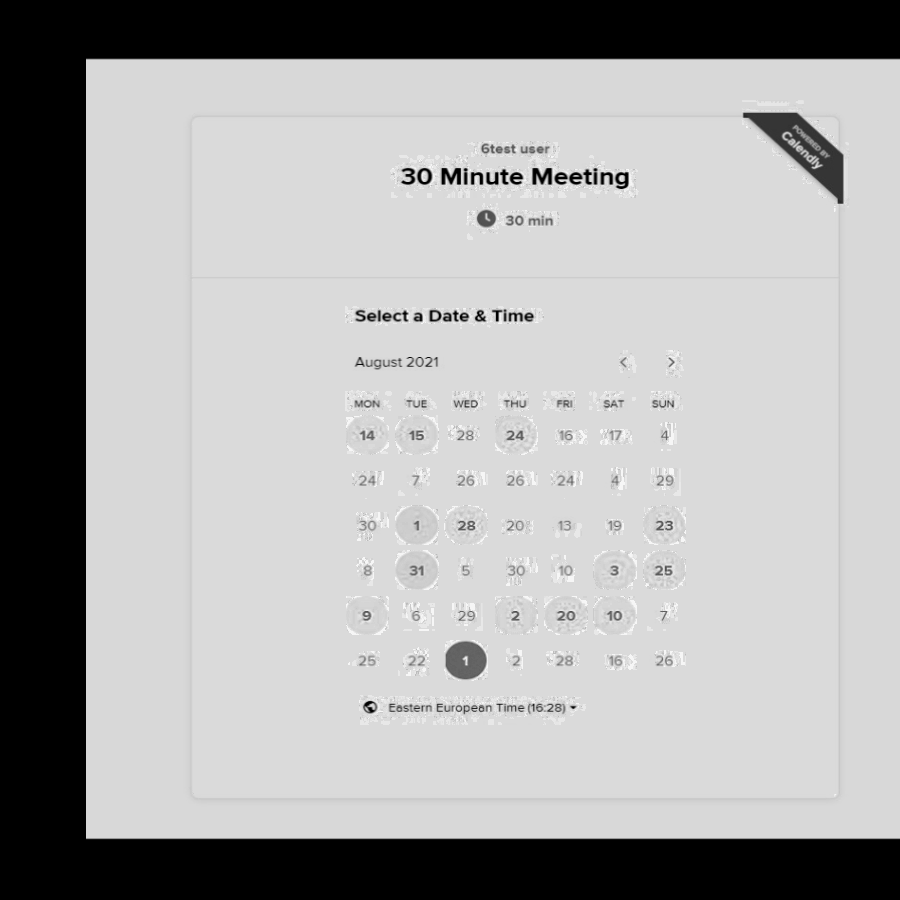 POWERED BY
Calendly
6test user
30 Minute Meeting
30 min
Select a Date & Time
August 2021
MON TUE WED THU FRI SAT SUN
14 15 28 24 16 17 4
24 7 26 26 24 4 29
30 1 28 20 13 19 23
8 31 5 30 10 3 25
9 6 29 2 20 10 7
25 22 1 2 28 16 26
Eastern European Time (16:28)